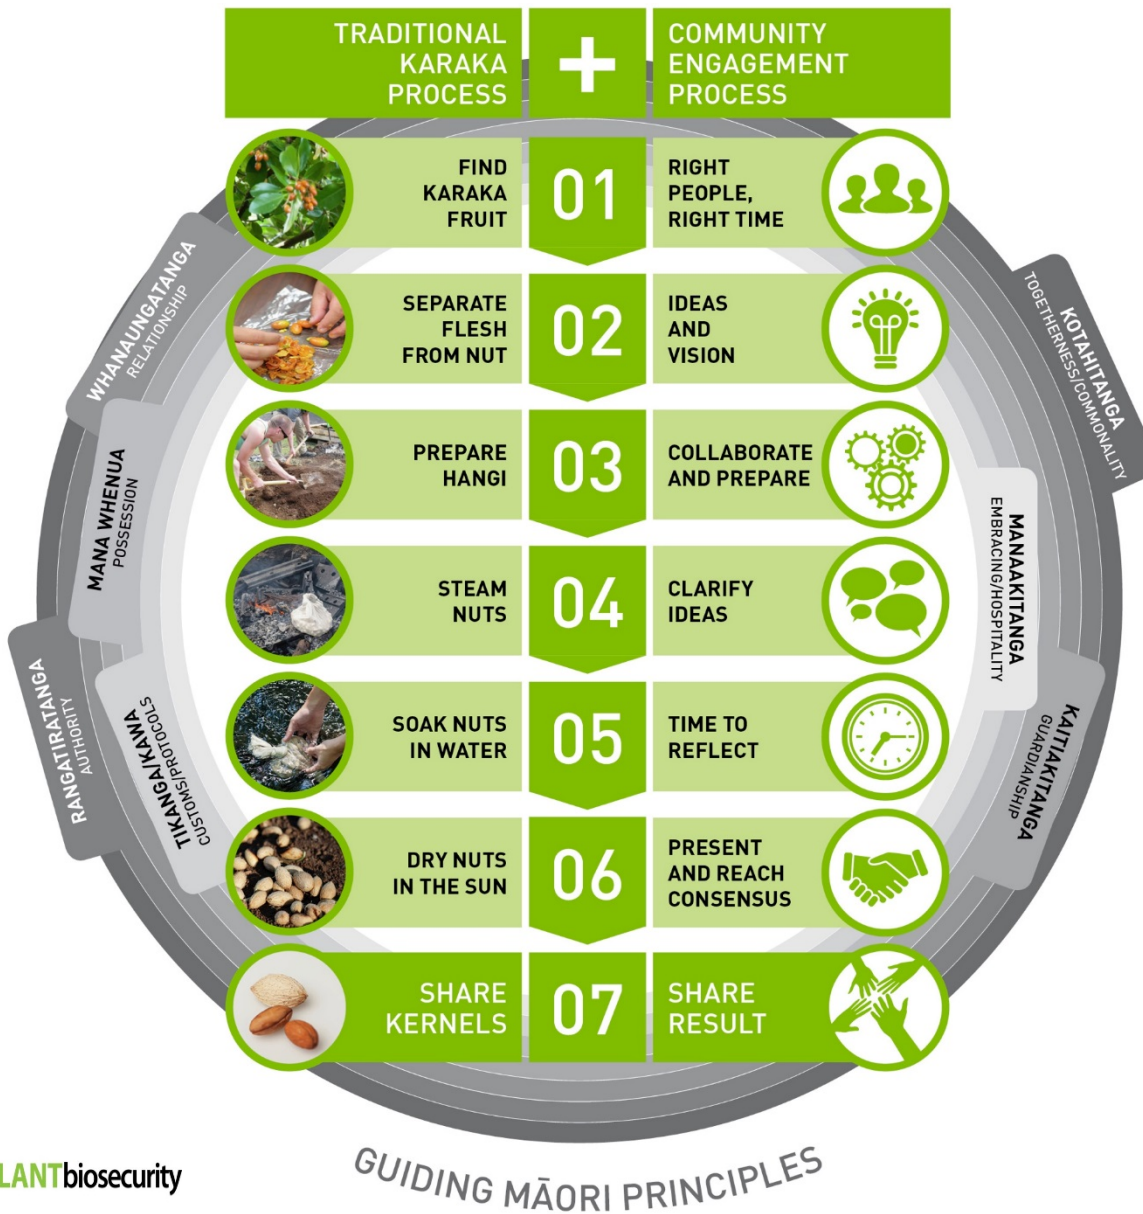 TRADITIONAL
KARAKA
PROCESS
+
COMMUNITY
ENGAGEMENT
PROCESS
FIND
KARAKA
FRUIT
01
RIGHT
PEOPLE,
RIGHT TIME
SEPARATE
FLESH
FROM NUT
02
IDEAS
AND
VISION
PREPARE
HANGI
03
COLLABORATE
AND PREPARE
STEAM
NUTS
04
CLARIFY
IDEAS
SOAK NUTS
IN WATER
05
TIME TO
REFLECT
DRY NUTS
IN THE SUN
06
PRESENT
AND REACH
CONSENSUS
SHARE
KERNELS
07
SHARE
RESULT
WHANAUNGATANGA
RELATIONSHIP
MANA WHENUA
POSSESSION
RANGATIRATANGA
AUTHORITY
TIKANGA/KAWA
CUSTOMS/PROTOCOLS
KOTAHITANGA
TOGETHERNESS/COMMONALITY
MANAAKITANGA
EMBRACING/HOSPITALITY
KAITIAKITANGA
GUARDIANSHIP
GUIDING MĀORI PRINCIPLES
LANTbiosecurity